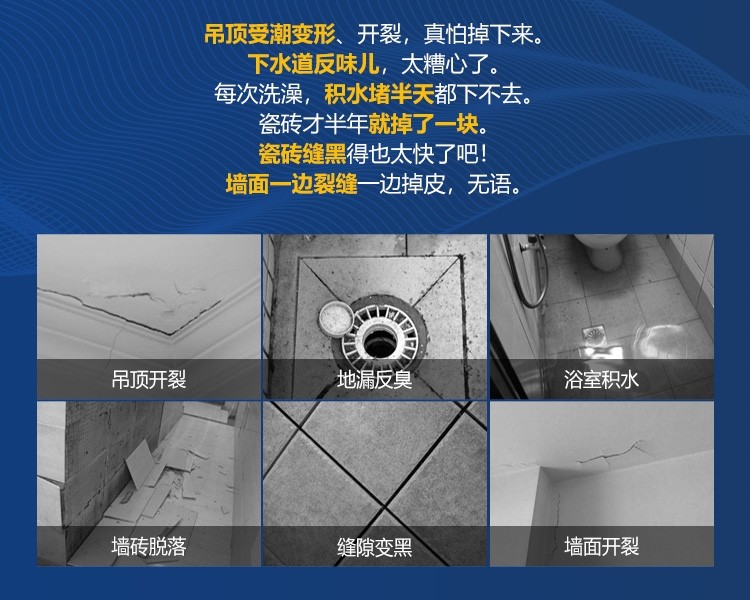 吊顶受潮变形、开裂，真怕掉下来。
下水道反味儿，太糟心了。
每次洗澡，积水堵半天都下不去。
瓷砖才半年就掉了一块。
瓷砖缝黑得也太快了吧！
墙面一边裂缝一边掉皮，无语。
吊顶开裂
地漏反臭
浴室积水
墙砖脱落
缝隙变黑
墙面开裂